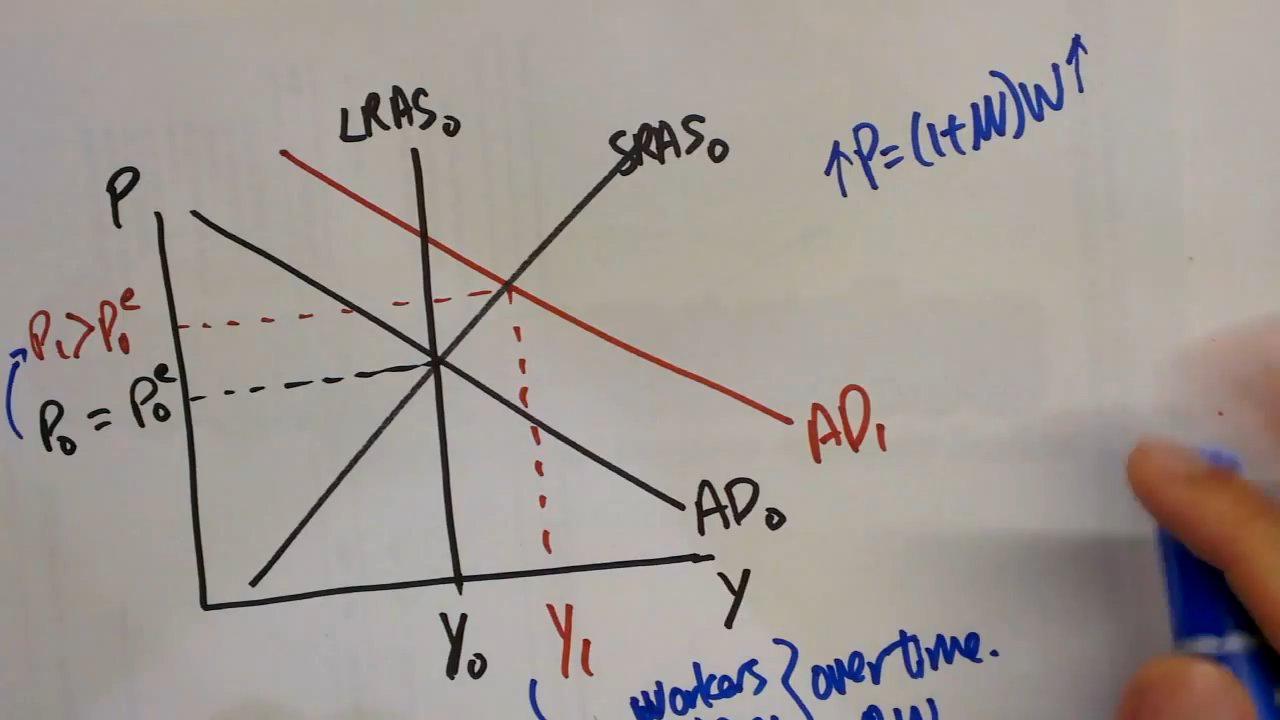 LRAS₀
SRAS₀
↑P=(1+M)W↑
P
P₁>P₀ᵉ
P₀=P₀ᵉ
AD₁
AD₀
Y
Y₀
Y₁
workers } overtime.